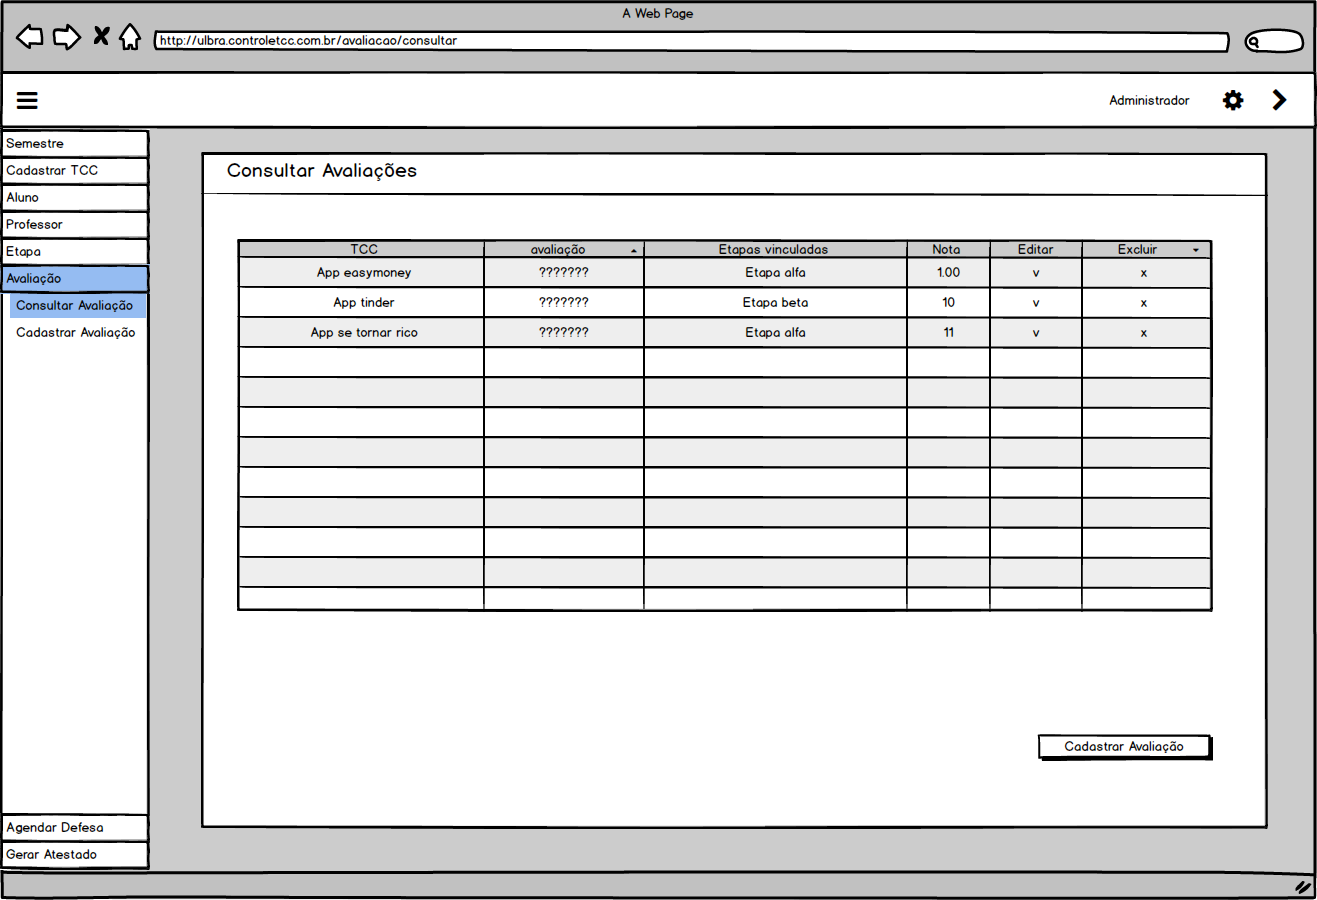 A Web Page
http://ulbra.controletcc.com.br/avaliacao/consultar
Administrador
Semestre
Cadastrar TCC
Aluno
Professor
Etapa
Avaliação
Consultar Avaliação
Cadastrar Avaliação
Consultar Avaliações
TCC avaliação Etapas vinculadas Nota Editar Excluir
App easymoney ??????? Etapa alfa 1.00 v x
App tinder ??????? Etapa beta 10 v x
App se tornar rico ??????? Etapa alfa 11 v x
Cadastrar Avaliação
Agendar Defesa
Gerar Atestado